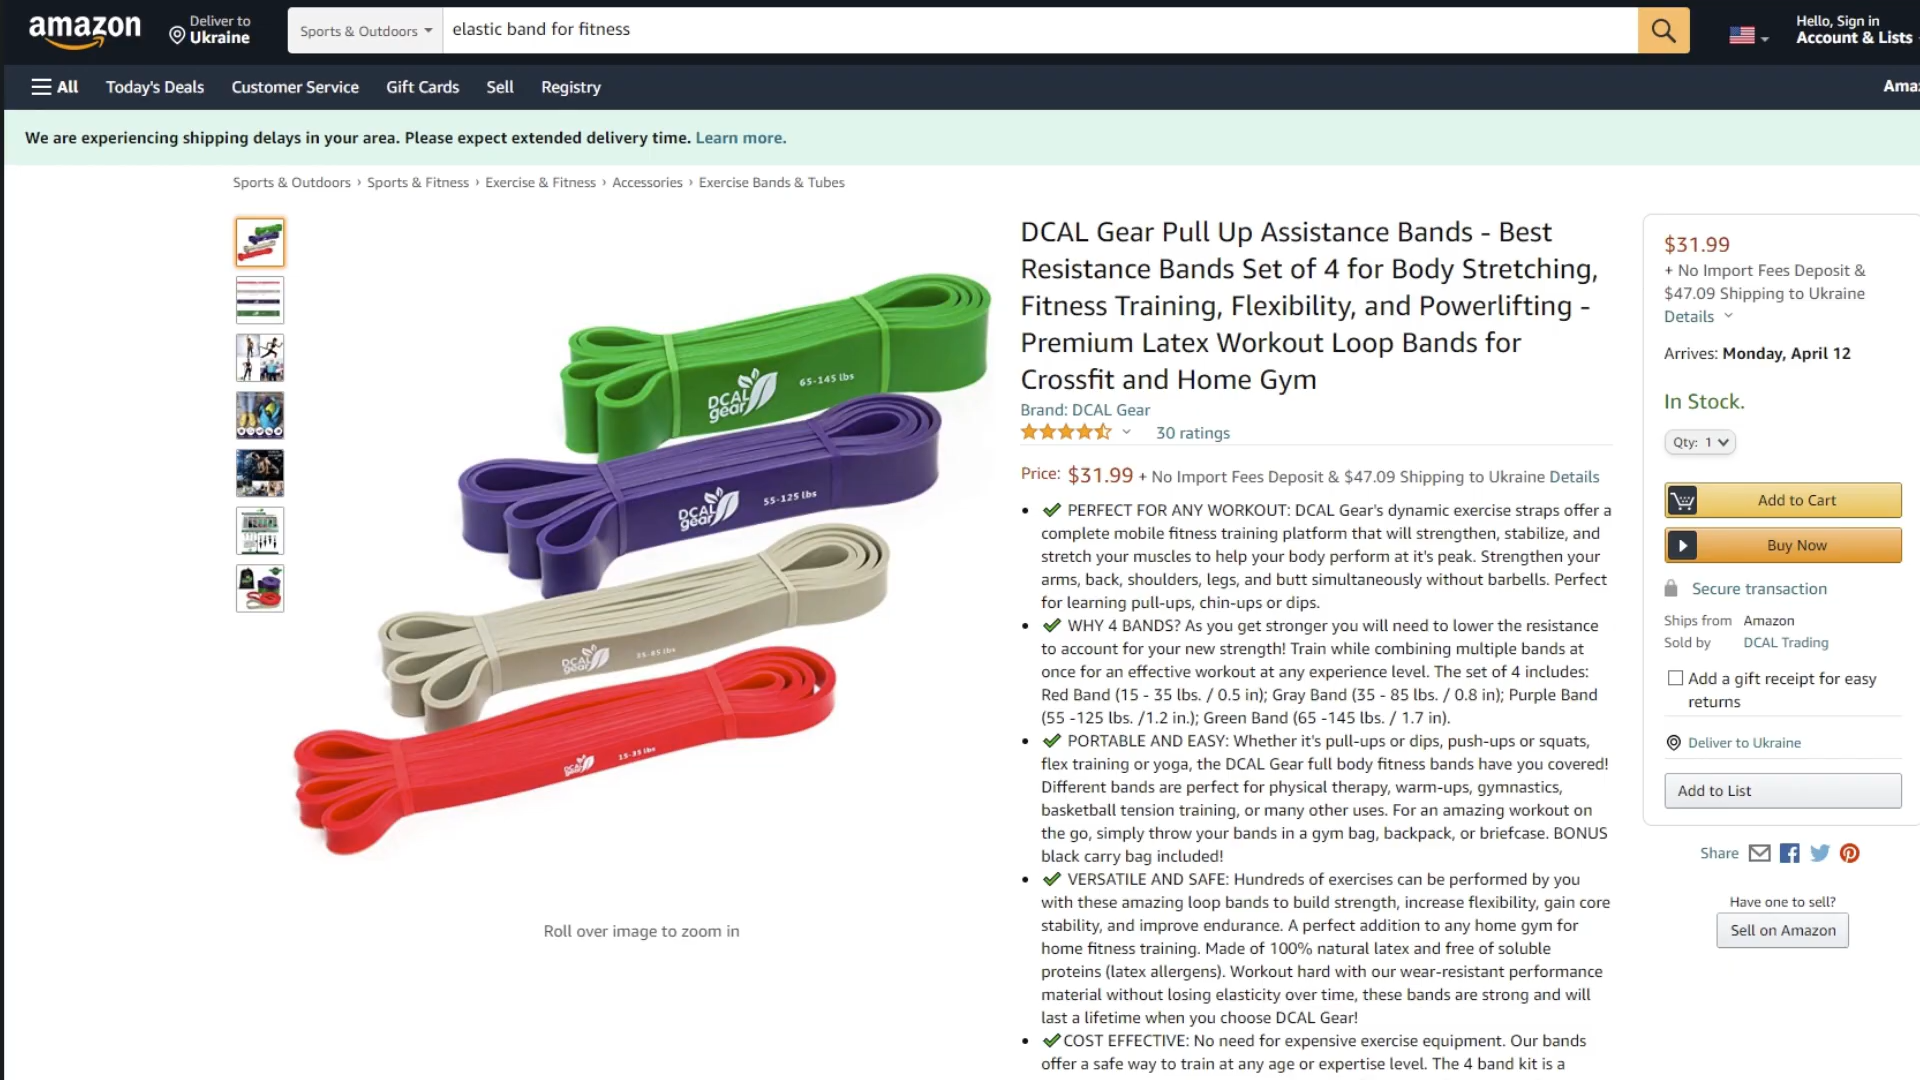 amazon
Deliver to
Ukraine
Sports & Outdoors
elastic band for fitness
Hello, Sign in
Account & Lists
All
Today's Deals
Customer Service
Gift Cards
Sell
Registry
We are experiencing shipping delays in your area. Please expect extended delivery time. Learn more.
Sports & Outdoors › Sports & Fitness › Exercise & Fitness › Accessories › Exercise Bands & Tubes
DCAL gear 65-145 lbs
DCAL gear 55-125 lbs
DCAL gear 35-85 lbs
DCAL gear 15-35 lbs
Roll over image to zoom in
DCAL Gear Pull Up Assistance Bands - Best
Resistance Bands Set of 4 for Body Stretching,
Fitness Training, Flexibility, and Powerlifting -
Premium Latex Workout Loop Bands for
Crossfit and Home Gym
Brand: DCAL Gear
30 ratings
Price: $31.99 + No Import Fees Deposit & $47.09 Shipping to Ukraine Details
• ✔ PERFECT FOR ANY WORKOUT: DCAL Gear's dynamic exercise straps offer a
complete mobile fitness training platform that will strengthen, stabilize, and
stretch your muscles to help your body perform at it's peak. Strengthen your
arms, back, shoulders, legs, and butt simultaneously without barbells. Perfect
for learning pull-ups, chin-ups or dips.
• ✔ WHY 4 BANDS? As you get stronger you will need to lower the resistance
to account for your new strength! Train while combining multiple bands at
once for an effective workout at any experience level. The set of 4 includes:
Red Band (15 - 35 lbs. / 0.5 in); Gray Band (35 - 85 lbs. / 0.8 in); Purple Band
(55 -125 lbs. /1.2 in.); Green Band (65 -145 lbs. / 1.7 in).
• ✔ PORTABLE AND EASY: Whether it's pull-ups or dips, push-ups or squats,
flex training or yoga, the DCAL Gear full body fitness bands have you covered!
Different bands are perfect for physical therapy, warm-ups, gymnastics,
basketball tension training, or many other uses. For an amazing workout on
the go, simply throw your bands in a gym bag, backpack, or briefcase. BONUS
black carry bag included!
• ✔ VERSATILE AND SAFE: Hundreds of exercises can be performed by you
with these amazing loop bands to build strength, increase flexibility, gain core
stability, and improve endurance. A perfect addition to any home gym for
home fitness training. Made of 100% natural latex and free of soluble
proteins (latex allergens). Workout hard with our wear-resistant performance
material without losing elasticity over time, these bands are strong and will
last a lifetime when you choose DCAL Gear!
• ✔COST EFFECTIVE: No need for expensive exercise equipment. Our bands
offer a safe way to train at any age or expertise level. The 4 band kit is a
$31.99
+ No Import Fees Deposit &
$47.09 Shipping to Ukraine
Details
Arrives: Monday, April 12
In Stock.
Qty: 1
Add to Cart
Buy Now
Secure transaction
Ships from Amazon
Sold by DCAL Trading
Add a gift receipt for easy
returns
Deliver to Ukraine
Add to List
Share
Have one to sell?
Sell on Amazon